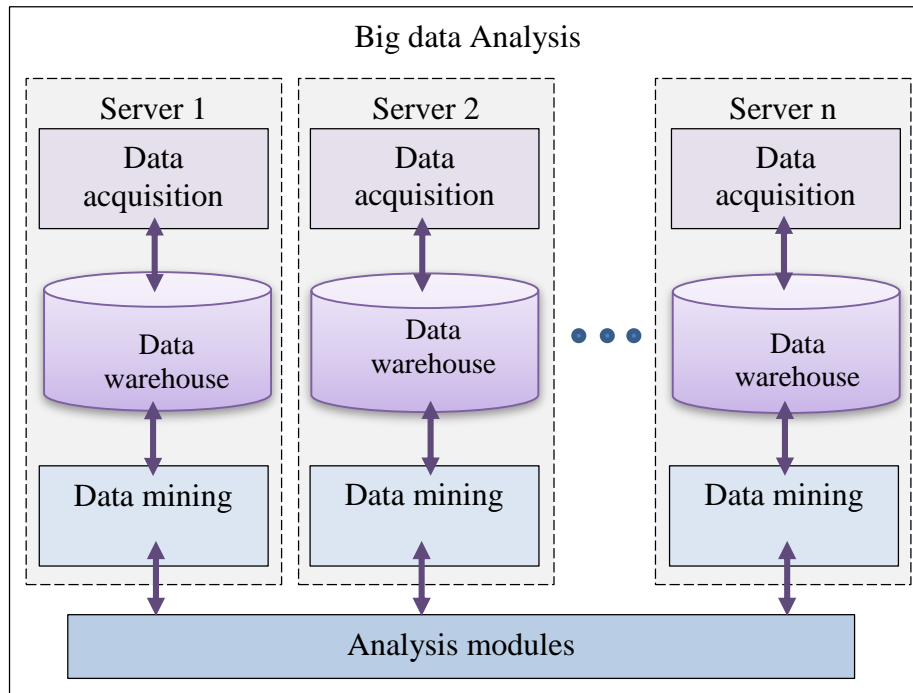 Big data Analysis
Server 1
Data
acquisition
Data
warehouse
Data mining
Server 2
Data
acquisition
Data
warehouse
Data mining
Server n
Data
acquisition
Data
warehouse
Data mining
Analysis modules